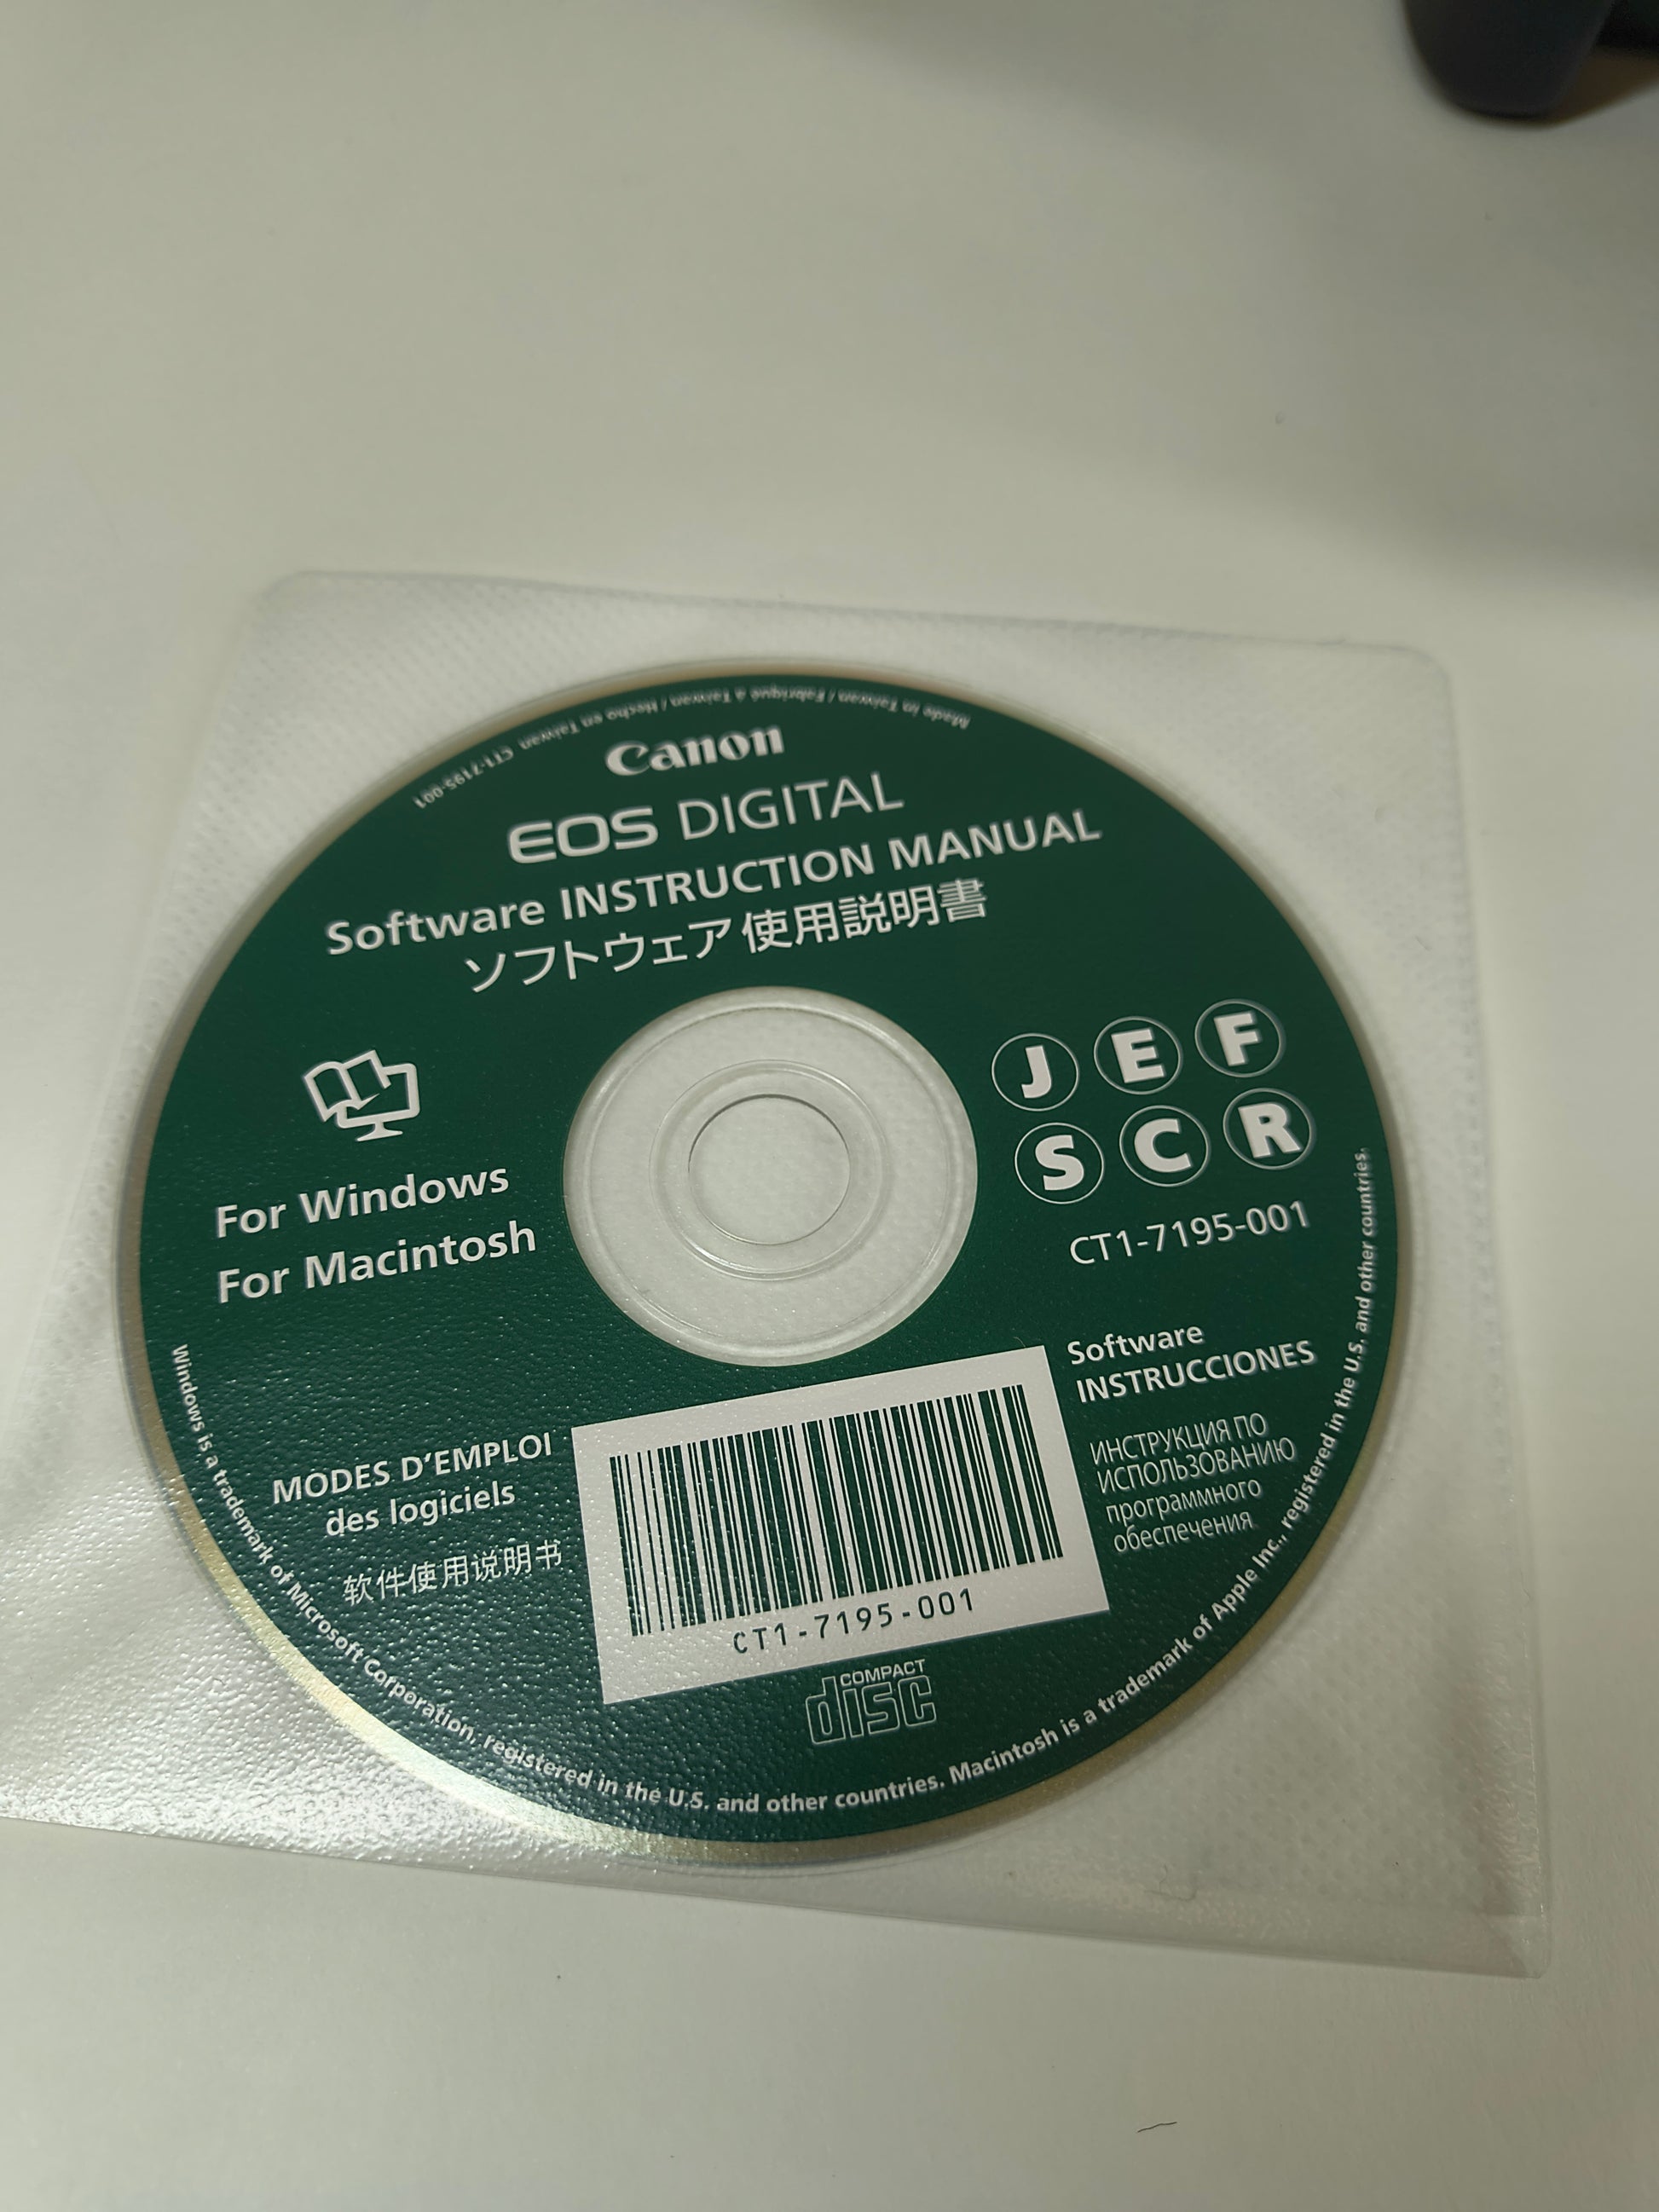 Made in Taiwan / Fabriqué à Taiwan / Hecho en Taiwan CT1-7195-001
Canon
EOS DIGITAL
Software INSTRUCTION MANUAL
ソフトウェア使用説明書
J E F
S C R
CT1-7195-001
For Windows
For Macintosh
MODES D'EMPLOI
des logiciels
软件使用说明书
Software
INSTRUCCIONES
ИНСТРУКЦИЯ ПО
ИСПОЛЬЗОВАНИЮ
программного
обеспечения
CT1-7195-001
COMPACT
disc
Windows is a trademark of Microsoft Corporation, registered in the U.S. and other countries. Macintosh is a trademark of Apple Inc., registered in the U.S. and other countries.